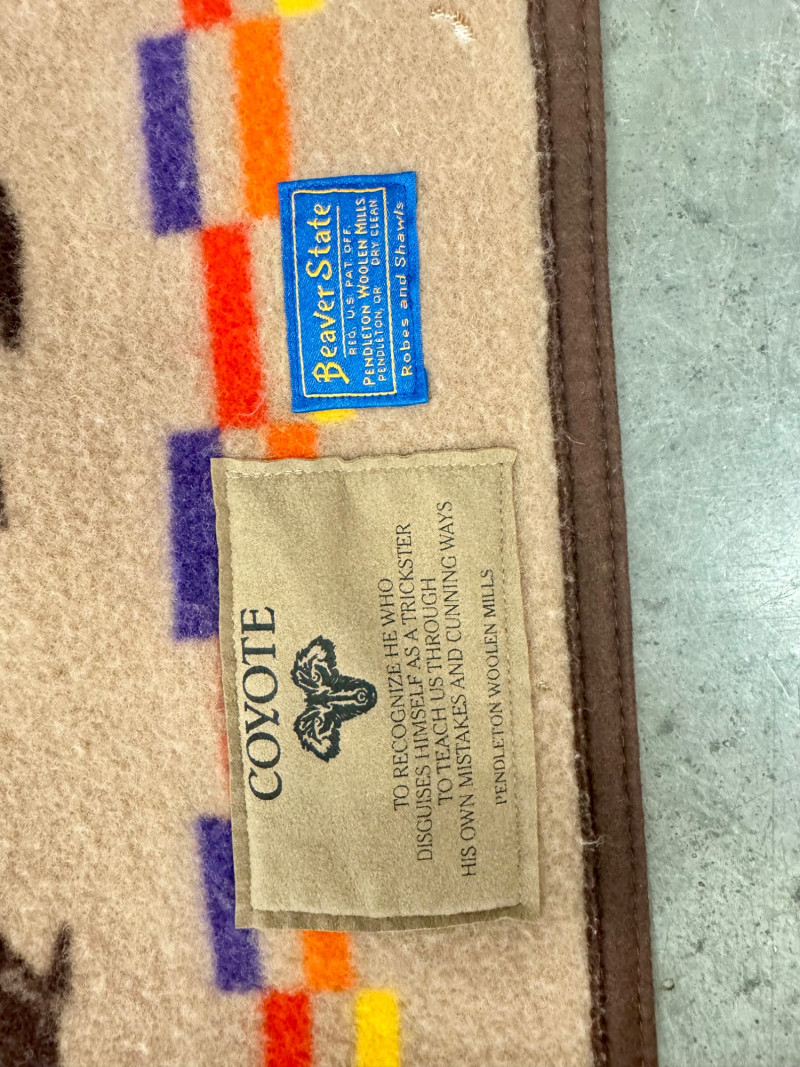 Beaver State
REG. U.S. PAT. OFF.
PENDLETON WOOLEN MILLS
PENDLETON, OR DRY CLEAN
Robes and Shawls
COYOTE
TO RECOGNIZE HE WHO
DISGUISES HIMSELF AS A TRICKSTER
TO TEACH US THROUGH
HIS OWN MISTAKES AND CUNNING WAYS
PENDLETON WOOLEN MILLS